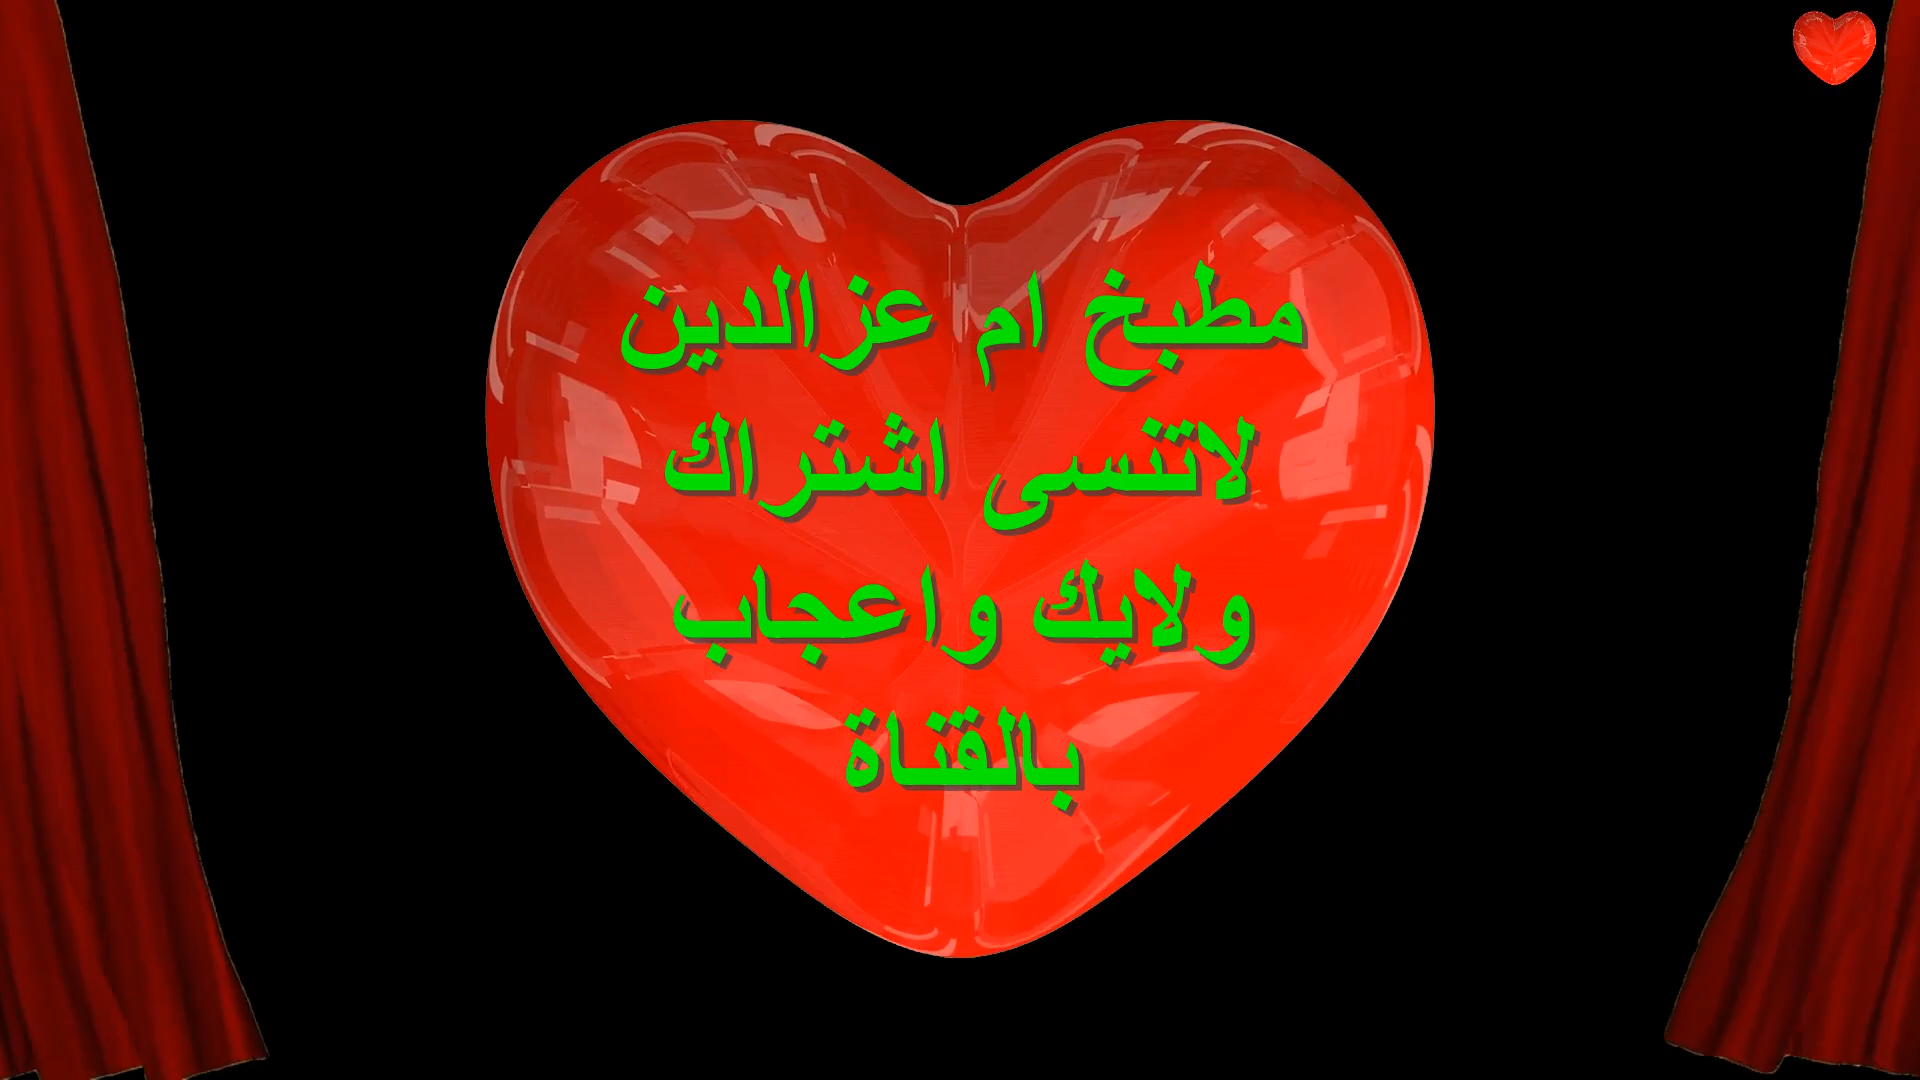 مطبخ ام عزالدين
لاتنسى اشتراك
ولايك واعجاب
بالقناة